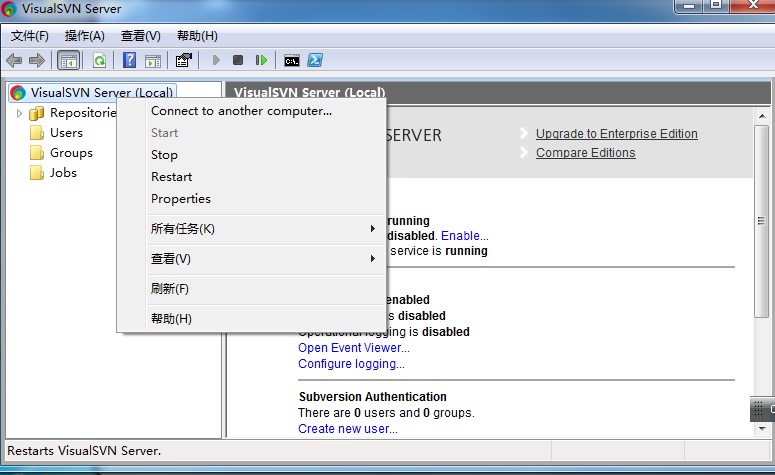 VisualSVN Server
文件(F) 操作(A) 查看(V) 帮助(H)
VisualSVN Server (Local)
Repositorie
Users
Groups
Jobs
Connect to another computer...
Start
Stop
Restart
Properties
所有任务(K)
查看(V)
刷新(F)
帮助(H)
VisualSVN Server (Local)
SERVER
Upgrade to Enterprise Edition
Compare Editions
running
disabled. Enable...
service is running
enabled
is disabled
Operational logging is disabled
Open Event Viewer...
Configure logging...
Subversion Authentication
There are 0 users and 0 groups.
Create new user...
Restarts VisualSVN Server.